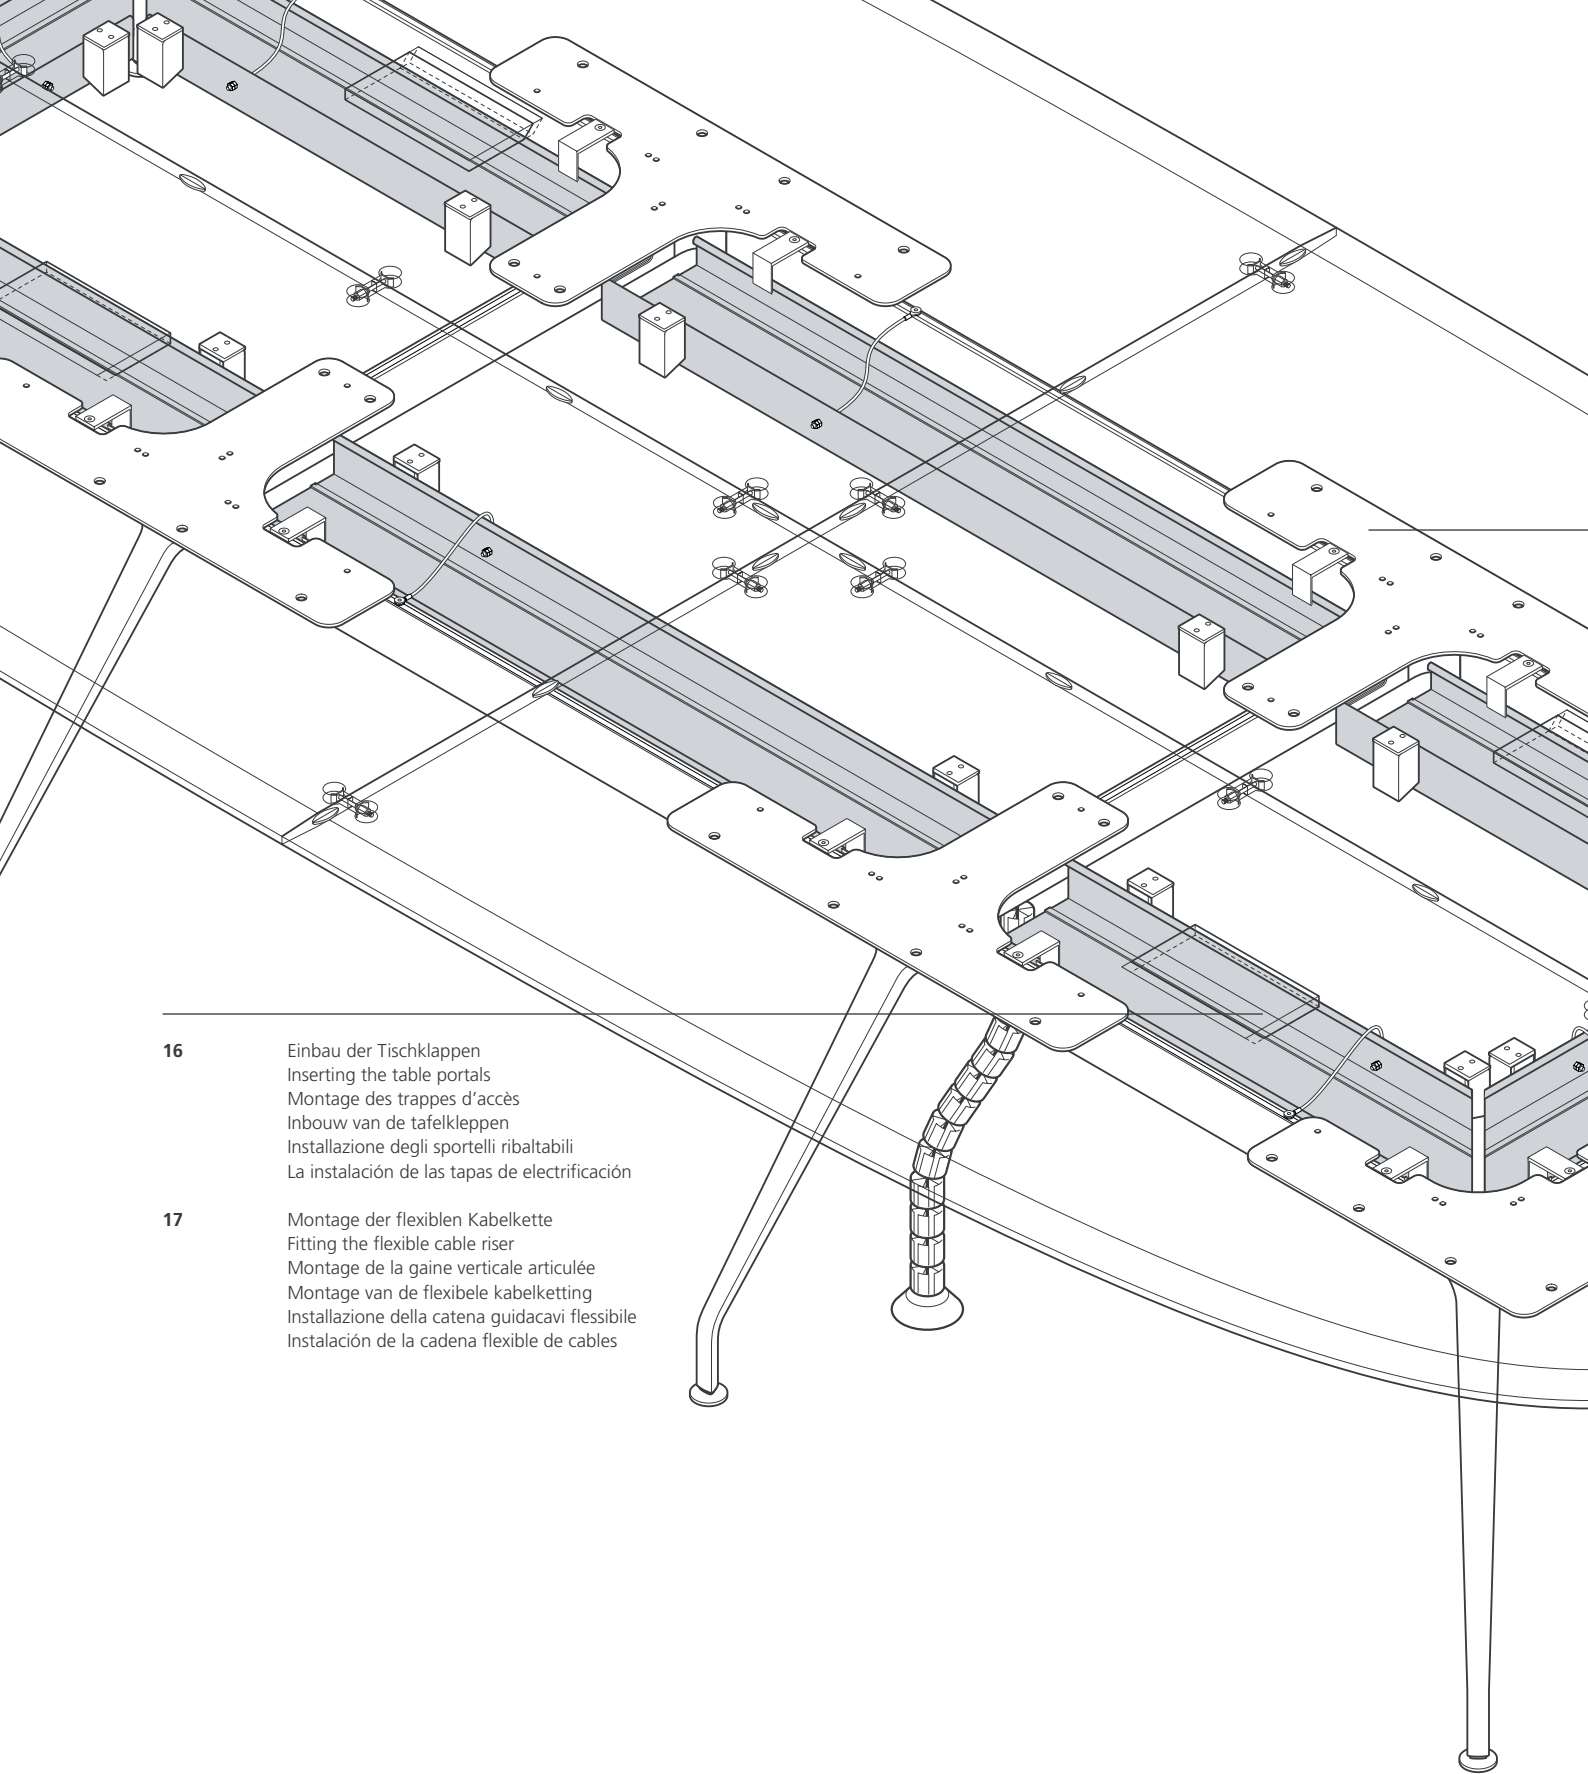 16
Einbau der Tischklappen
Inserting the table portals
Montage des trappes d’accès
Inbouw van de tafelkleppen
Installazione degli sportelli ribaltabili
La instalación de las tapas de electrificación
17
Montage der flexiblen Kabelkette
Fitting the flexible cable riser
Montage de la gaine verticale articulée
Montage van de flexibele kabelketting
Installazione della catena guidacavi flessibile
Instalación de la cadena flexible de cables